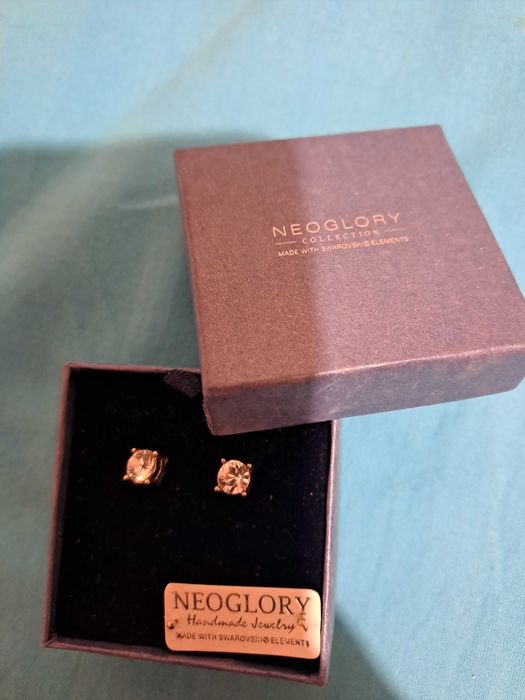 NEOGLORY
COLLECTION
MADE WITH SWAROVSKI® ELEMENTS
NEOGLORY
Handmade Jewelry
MADE WITH SWAROVSKI® ELEMENTS